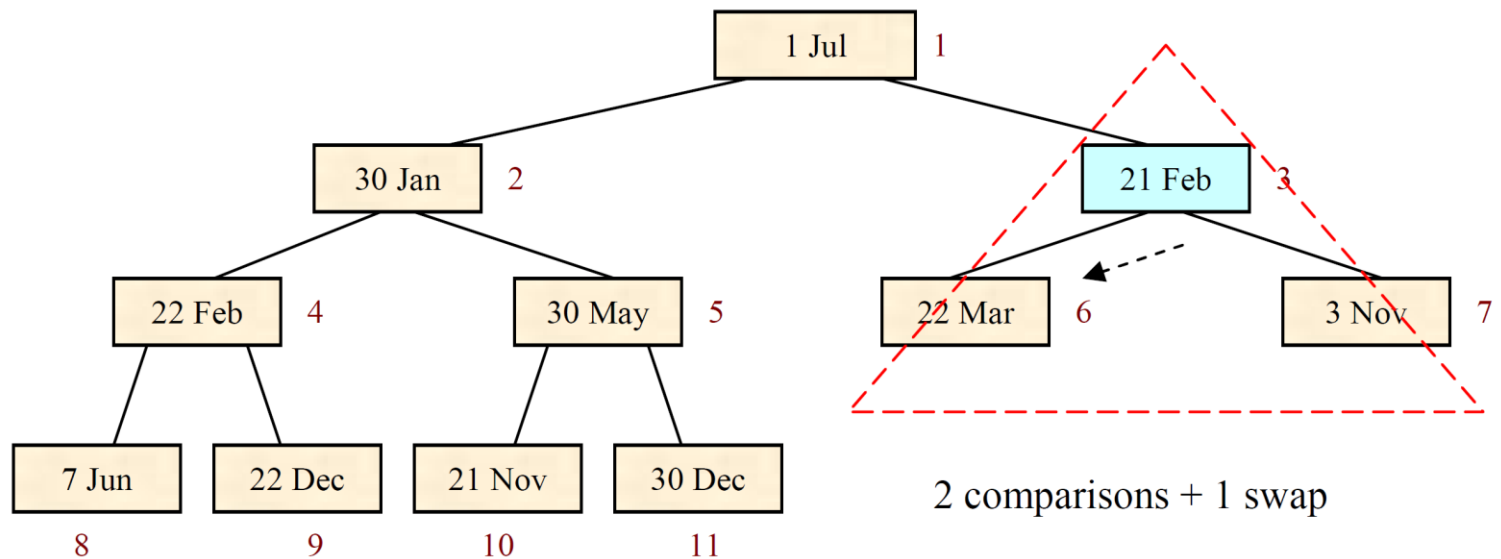 1 Jul 1
30 Jan 2
21 Feb 3
22 Feb 4
30 May 5
22 Mar 6
3 Nov 7
7 Jun
22 Dec
21 Nov
30 Dec
2 comparisons + 1 swap
8
9
10
11